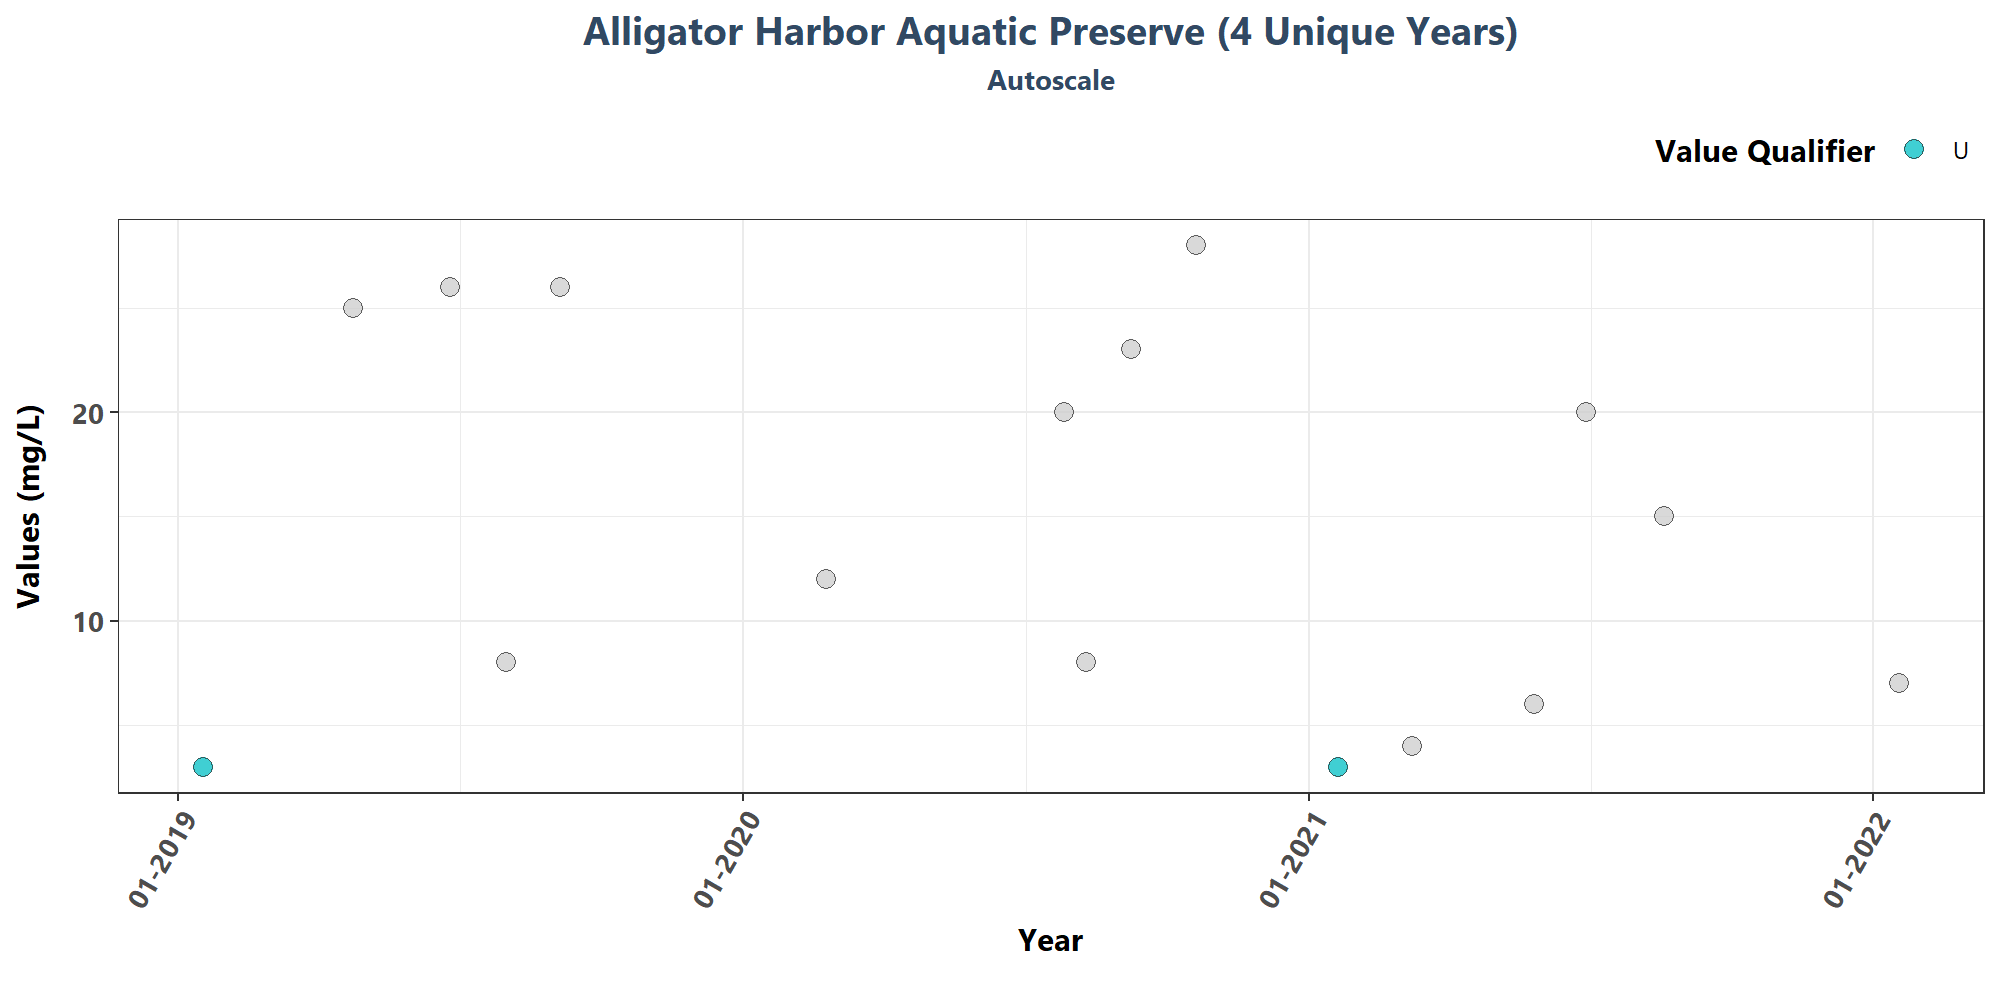 Alligator Harbor Aquatic Preserve (4 Unique Years)
Autoscale
Value Qualifier U
Values (mg/L)
20
10
01-2019
01-2020
01-2021
01-2022
Year